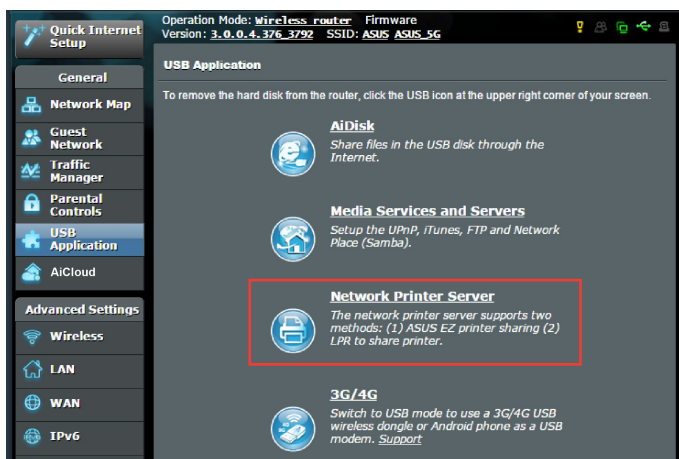 Quick Internet
Setup
General
Network Map
Guest
Network
Traffic
Manager
Parental
Controls
USB
Application
AiCloud
Advanced Settings
Wireless
LAN
WAN
IPv6
Operation Mode: Wireless router Firmware
Version: 3.0.0.4.376_3792 SSID: ASUS ASUS_5G
USB Application
To remove the hard disk from the router, click the USB icon at the upper right corner of your screen.
AiDisk
Share files in the USB disk through the
Internet.
Media Services and Servers
Setup the UPnP, iTunes, FTP and Network
Place (Samba).
Network Printer Server
The network printer server supports two
methods: (1) ASUS EZ printer sharing (2)
LPR to share printer.
3G/4G
Switch to USB mode to use a 3G/4G USB
wireless dongle or Android phone as a USB
modem. Support